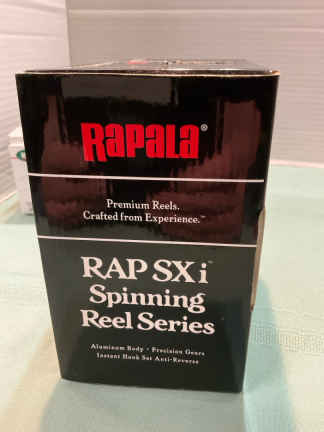 Rapala®
Premium Reels.
Crafted from Experience.™
RAP SXi™
Spinning
Reel Series
Aluminum Body • Precision Gears
Instant Hook Set Anti-Reverse